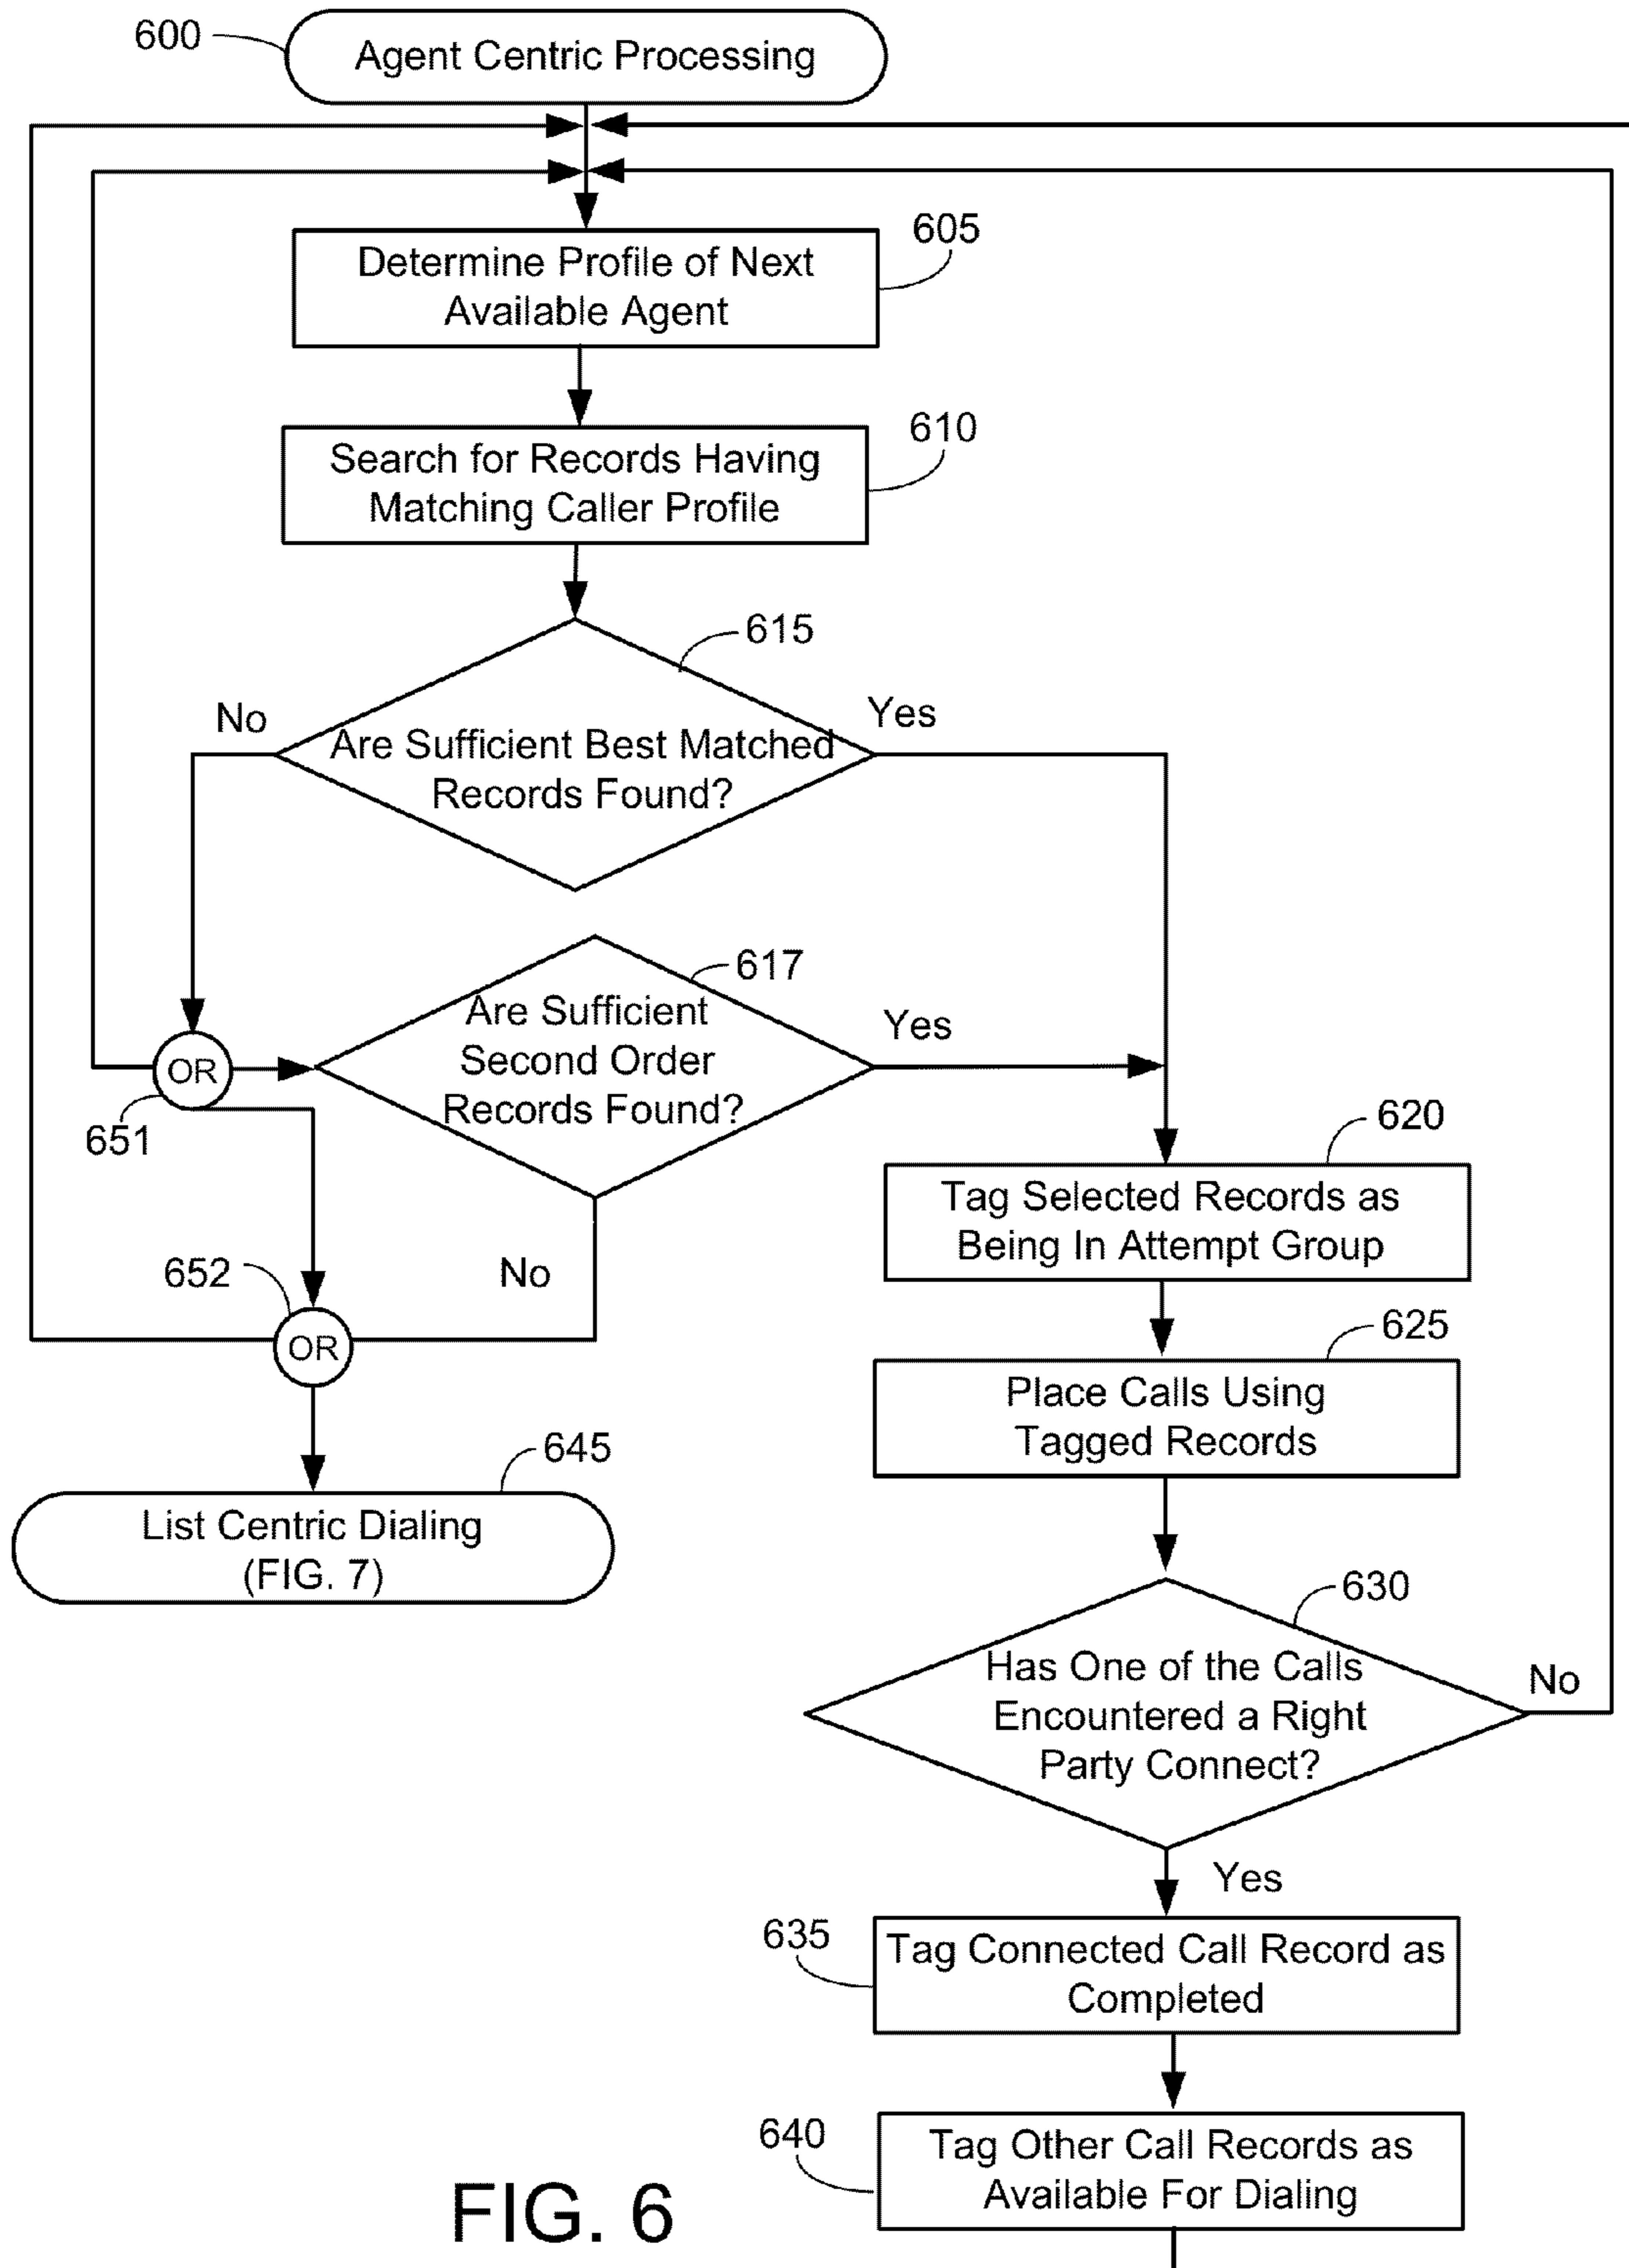 600
Agent Centric Processing
605
Determine Profile of Next
Available Agent
610
Search for Records Having
Matching Caller Profile
615
No
Yes
Are Sufficient Best Matched
Records Found?
617
Are Sufficient
Second Order
Records Found?
Yes
OR
651
620
Tag Selected Records as
Being In Attempt Group
652
No
OR
625
Place Calls Using
Tagged Records
645
List Centric Dialing
(FIG. 7)
630
Has One of the Calls
Encountered a Right
Party Connect?
No
Yes
635
Tag Connected Call Record as
Completed
640
Tag Other Call Records as
Available For Dialing
FIG. 6